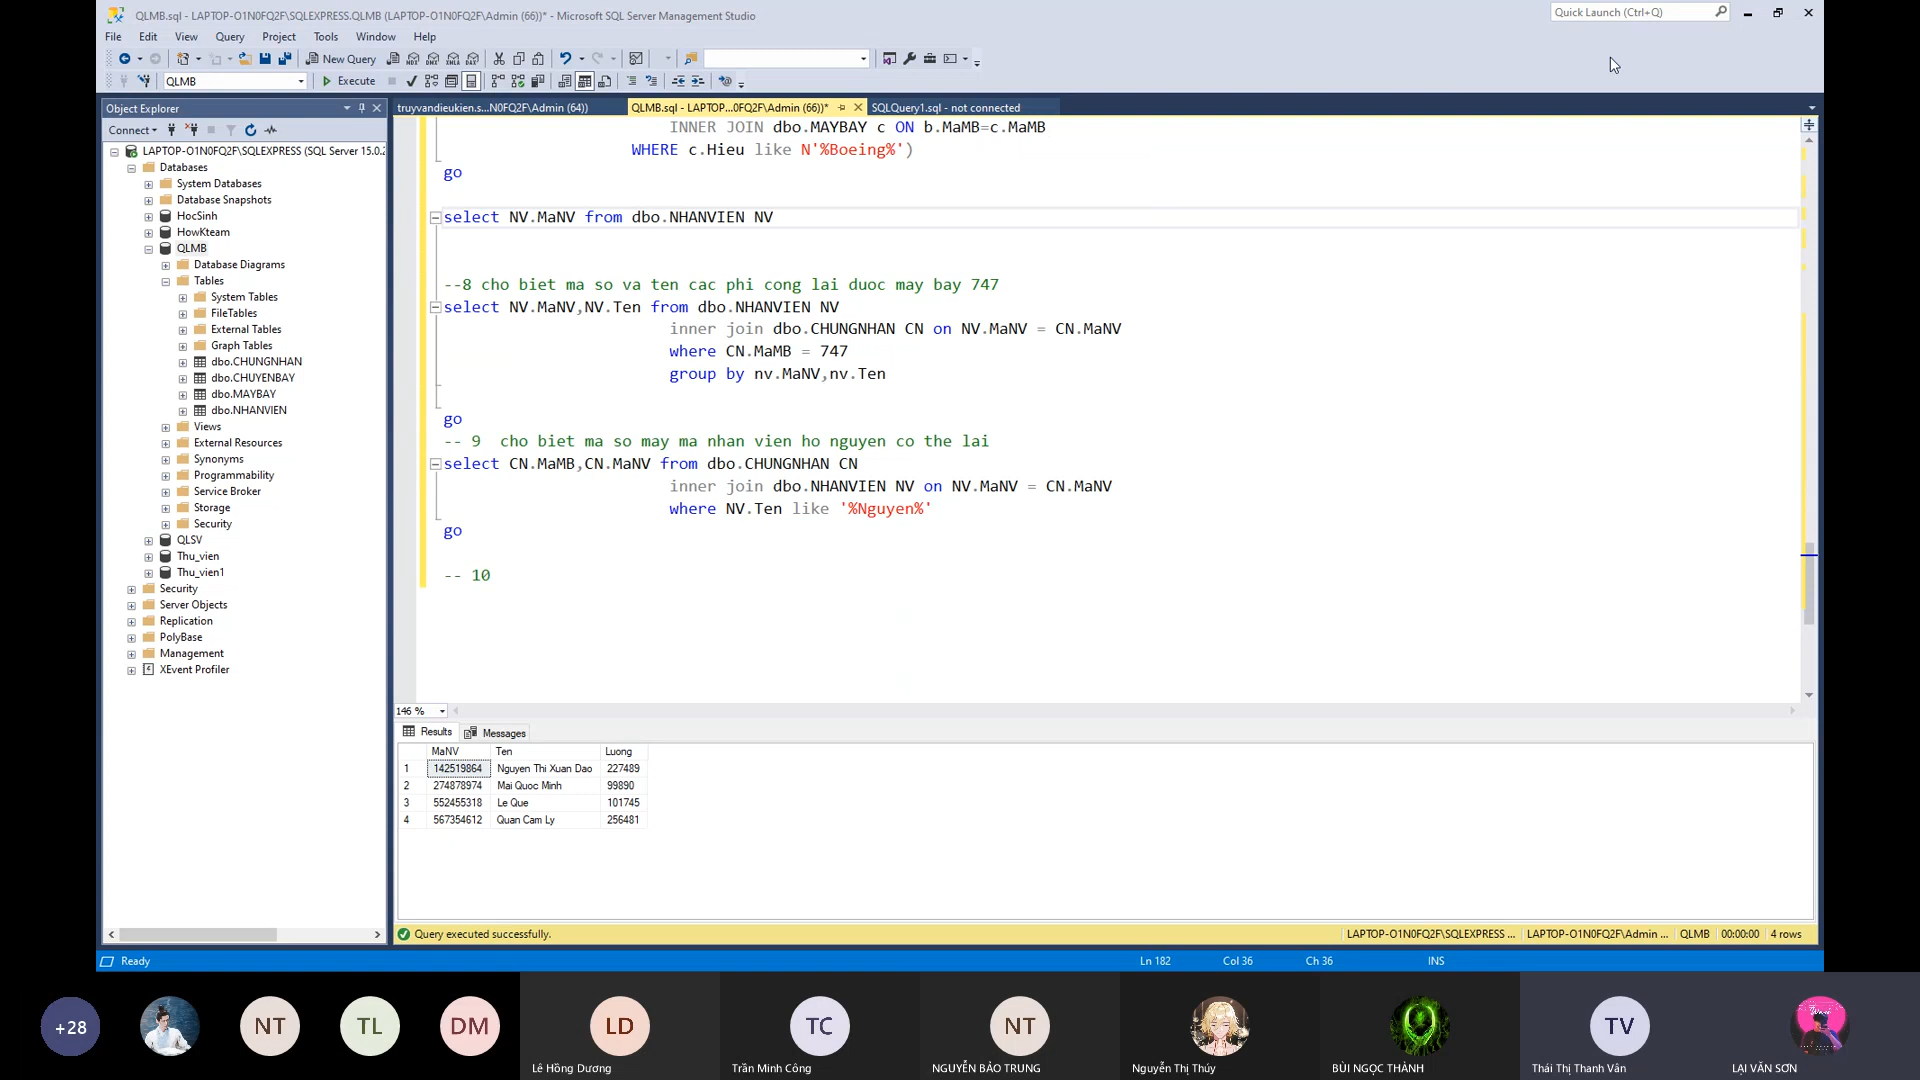 QLMB.sql - LAPTOP-O1N0FQ2F\SQLEXPRESS.QLMB (LAPTOP-O1N0FQ2F\Admin (66))* - Microsoft SQL Server Management Studio
Quick Launch (Ctrl+Q)
File Edit View Query Project Tools Window Help
New Query
MDX DMX XMLA DAX
QLMB
Execute
Object Explorer
truyvandieukien.s...N0FQ2F\Admin (64))
QLMB.sql - LAPTOP...0FQ2F\Admin (66))*
SQLQuery1.sql - not connected
Connect
LAPTOP-O1N0FQ2F\SQLEXPRESS (SQL Server 15.0.2
Databases
System Databases
Database Snapshots
HocSinh
HowKteam
QLMB
Database Diagrams
Tables
System Tables
FileTables
External Tables
Graph Tables
dbo.CHUNGNHAN
dbo.CHUYENBAY
dbo.MAYBAY
dbo.NHANVIEN
Views
External Resources
Synonyms
Programmability
Service Broker
Storage
Security
QLSV
Thu_vien
Thu_vien1
Security
Server Objects
Replication
PolyBase
Management
XEvent Profiler
INNER JOIN dbo.MAYBAY c ON b.MaMB=c.MaMB
WHERE c.Hieu like N'%Boeing%')
go
select NV.MaNV from dbo.NHANVIEN NV
--8 cho biet ma so va ten cac phi cong lai duoc may bay 747
select NV.MaNV,NV.Ten from dbo.NHANVIEN NV
inner join dbo.CHUNGNHAN CN on NV.MaNV = CN.MaNV
where CN.MaMB = 747
group by nv.MaNV,nv.Ten
go
-- 9  cho biet ma so may ma nhan vien ho nguyen co the lai
select CN.MaMB,CN.MaNV from dbo.CHUNGNHAN CN
inner join dbo.NHANVIEN NV on NV.MaNV = CN.MaNV
where NV.Ten like '%Nguyen%'
go
-- 10
146 %
Results Messages
MaNV Ten Luong
1 142519864 Nguyen Thi Xuan Dao 227489
2 274878974 Mai Quoc Minh 99890
3 552455318 Le Que 101745
4 567354612 Quan Cam Ly 256481
Query executed successfully.
LAPTOP-O1N0FQ2F\SQLEXPRESS ... LAPTOP-O1N0FQ2F\Admin ... QLMB 00:00:00 4 rows
Ready
Ln 182 Col 36 Ch 36 INS
+28 NT TL DM LD TC NT TV
Lê Hồng Dương
Trần Minh Công
NGUYỄN BẢO TRUNG
Nguyễn Thị Thúy
BÙI NGỌC THÀNH
Thái Thị Thanh Vân
LẠI VĂN SƠN